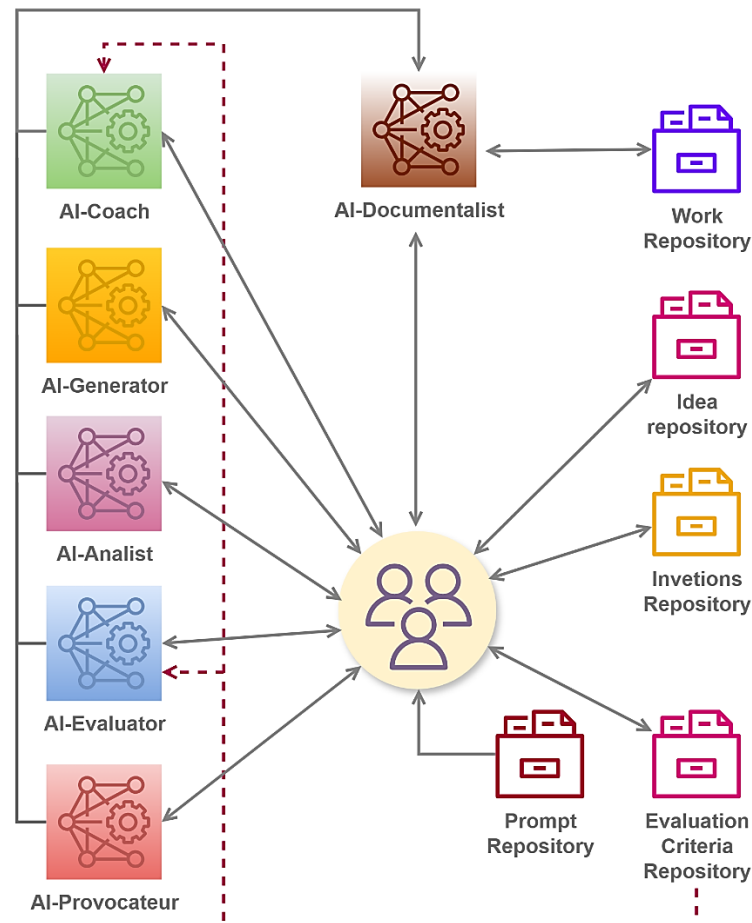 AI-Coach
AI-Documentalist
Work
Repository
AI-Generator
Idea
repository
AI-Analist
Invetions
Repository
AI-Evaluator
Prompt
Repository
Evaluation
Criteria
Repository
AI-Provocateur